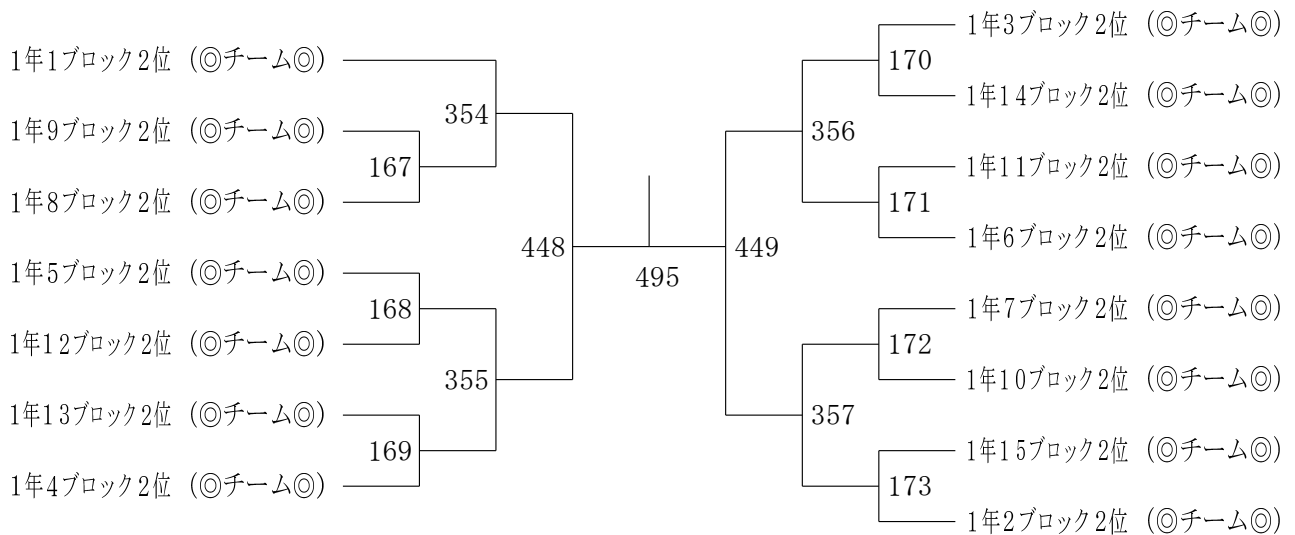 1年1ブロック2位 (◎チーム◎)
1年9ブロック2位 (◎チーム◎)
1年8ブロック2位 (◎チーム◎)
1年5ブロック2位 (◎チーム◎)
1年12ブロック2位 (◎チーム◎)
1年13ブロック2位 (◎チーム◎)
1年4ブロック2位 (◎チーム◎)
354
167
168
355
169
448
495
449
356
357
170
171
172
173
1年3ブロック2位 (◎チーム◎)
1年14ブロック2位 (◎チーム◎)
1年11ブロック2位 (◎チーム◎)
1年6ブロック2位 (◎チーム◎)
1年7ブロック2位 (◎チーム◎)
1年10ブロック2位 (◎チーム◎)
1年15ブロック2位 (◎チーム◎)
1年2ブロック2位 (◎チーム◎)